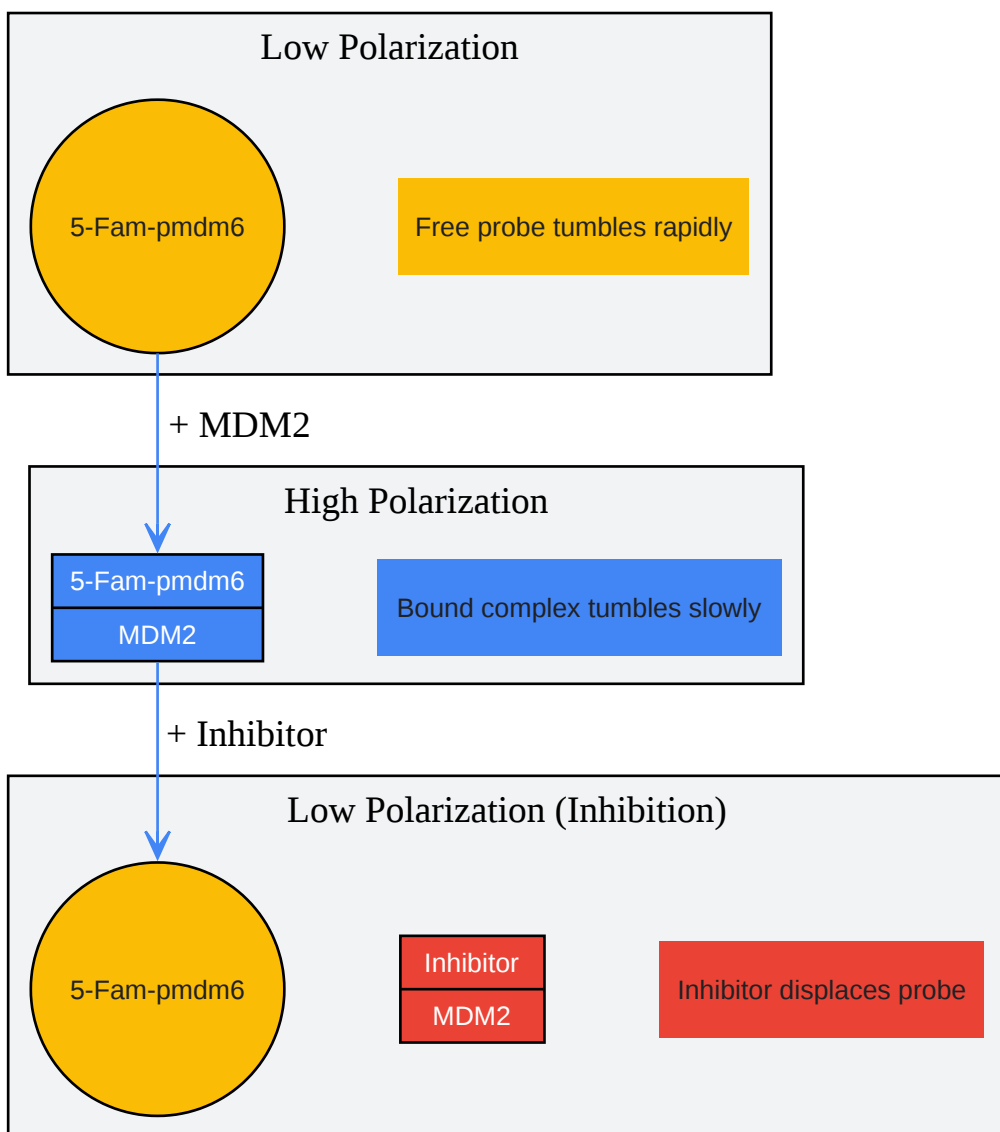 Low Polarization
5-Fam-pmdm6
Free probe tumbles rapidly
+ MDM2
High Polarization
5-Fam-pmdm6
MDM2
Bound complex tumbles slowly
+ Inhibitor
Low Polarization (Inhibition)
5-Fam-pmdm6
Inhibitor
MDM2
Inhibitor displaces probe